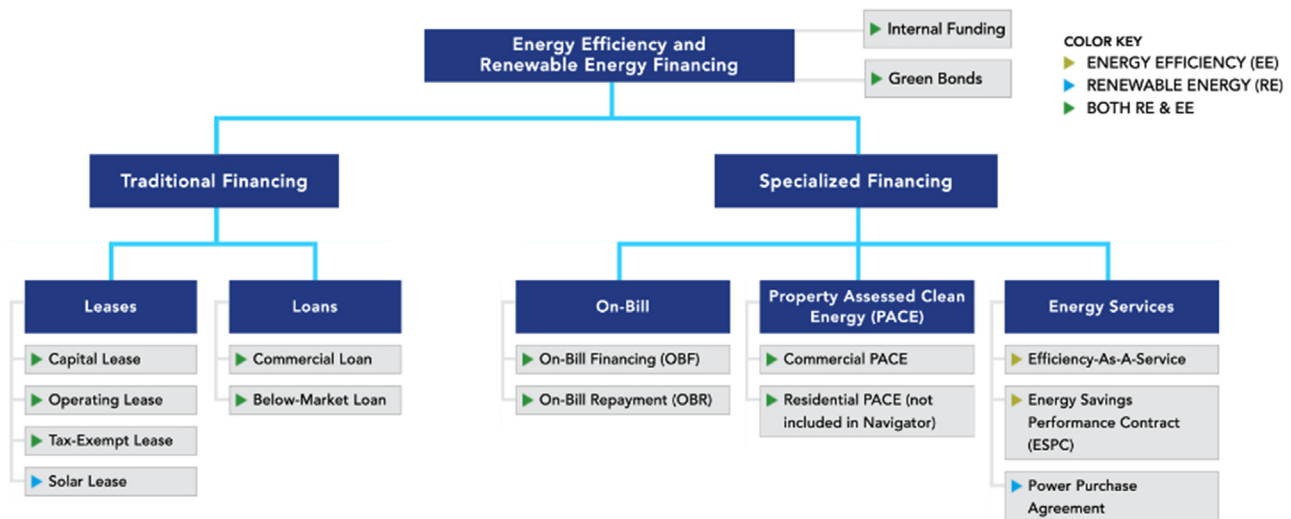 Energy Efficiency and
Renewable Energy Financing
Internal Funding
Green Bonds
COLOR KEY
ENERGY EFFICIENCY (EE)
RENEWABLE ENERGY (RE)
BOTH RE & EE
Traditional Financing
Specialized Financing
Leases
Capital Lease
Operating Lease
Tax-Exempt Lease
Solar Lease
Loans
Commercial Loan
Below-Market Loan
On-Bill
On-Bill Financing (OBF)
On-Bill Repayment (OBR)
Property Assessed Clean
Energy (PACE)
Commercial PACE
Residential PACE (not
included in Navigator)
Energy Services
Efficiency-As-A-Service
Energy Savings
Performance Contract
(ESPC)
Power Purchase
Agreement